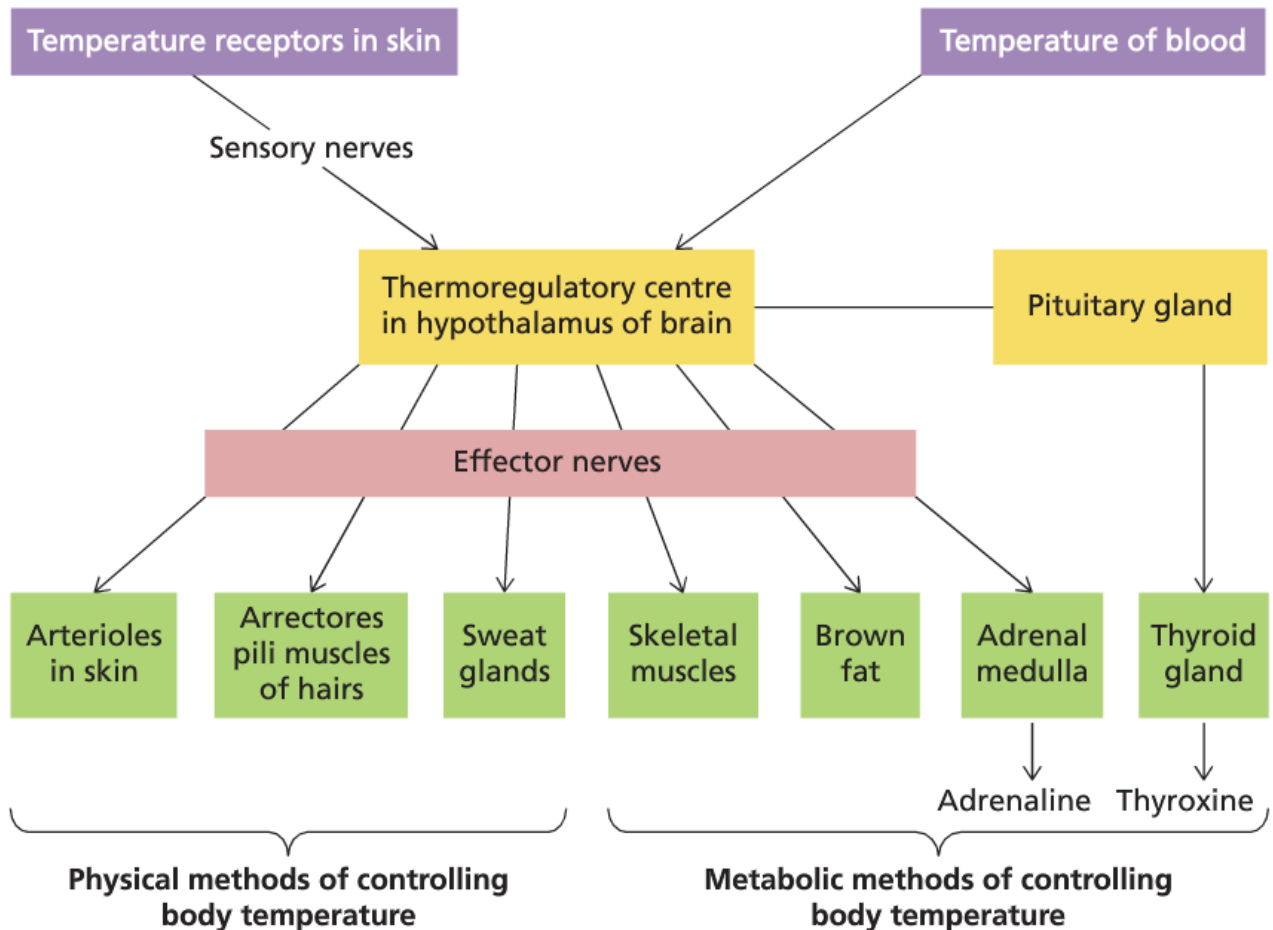 Temperature receptors in skin
Temperature of blood
Sensory nerves
Thermoregulatory centre
in hypothalamus of brain
Pituitary gland
Effector nerves
Arterioles
in skin
Arrectores
pili muscles
of hairs
Sweat
glands
Skeletal
muscles
Brown
fat
Adrenal
medulla
Thyroid
gland
Adrenaline
Thyroxine
Physical methods of controlling
body temperature
Metabolic methods of controlling
body temperature